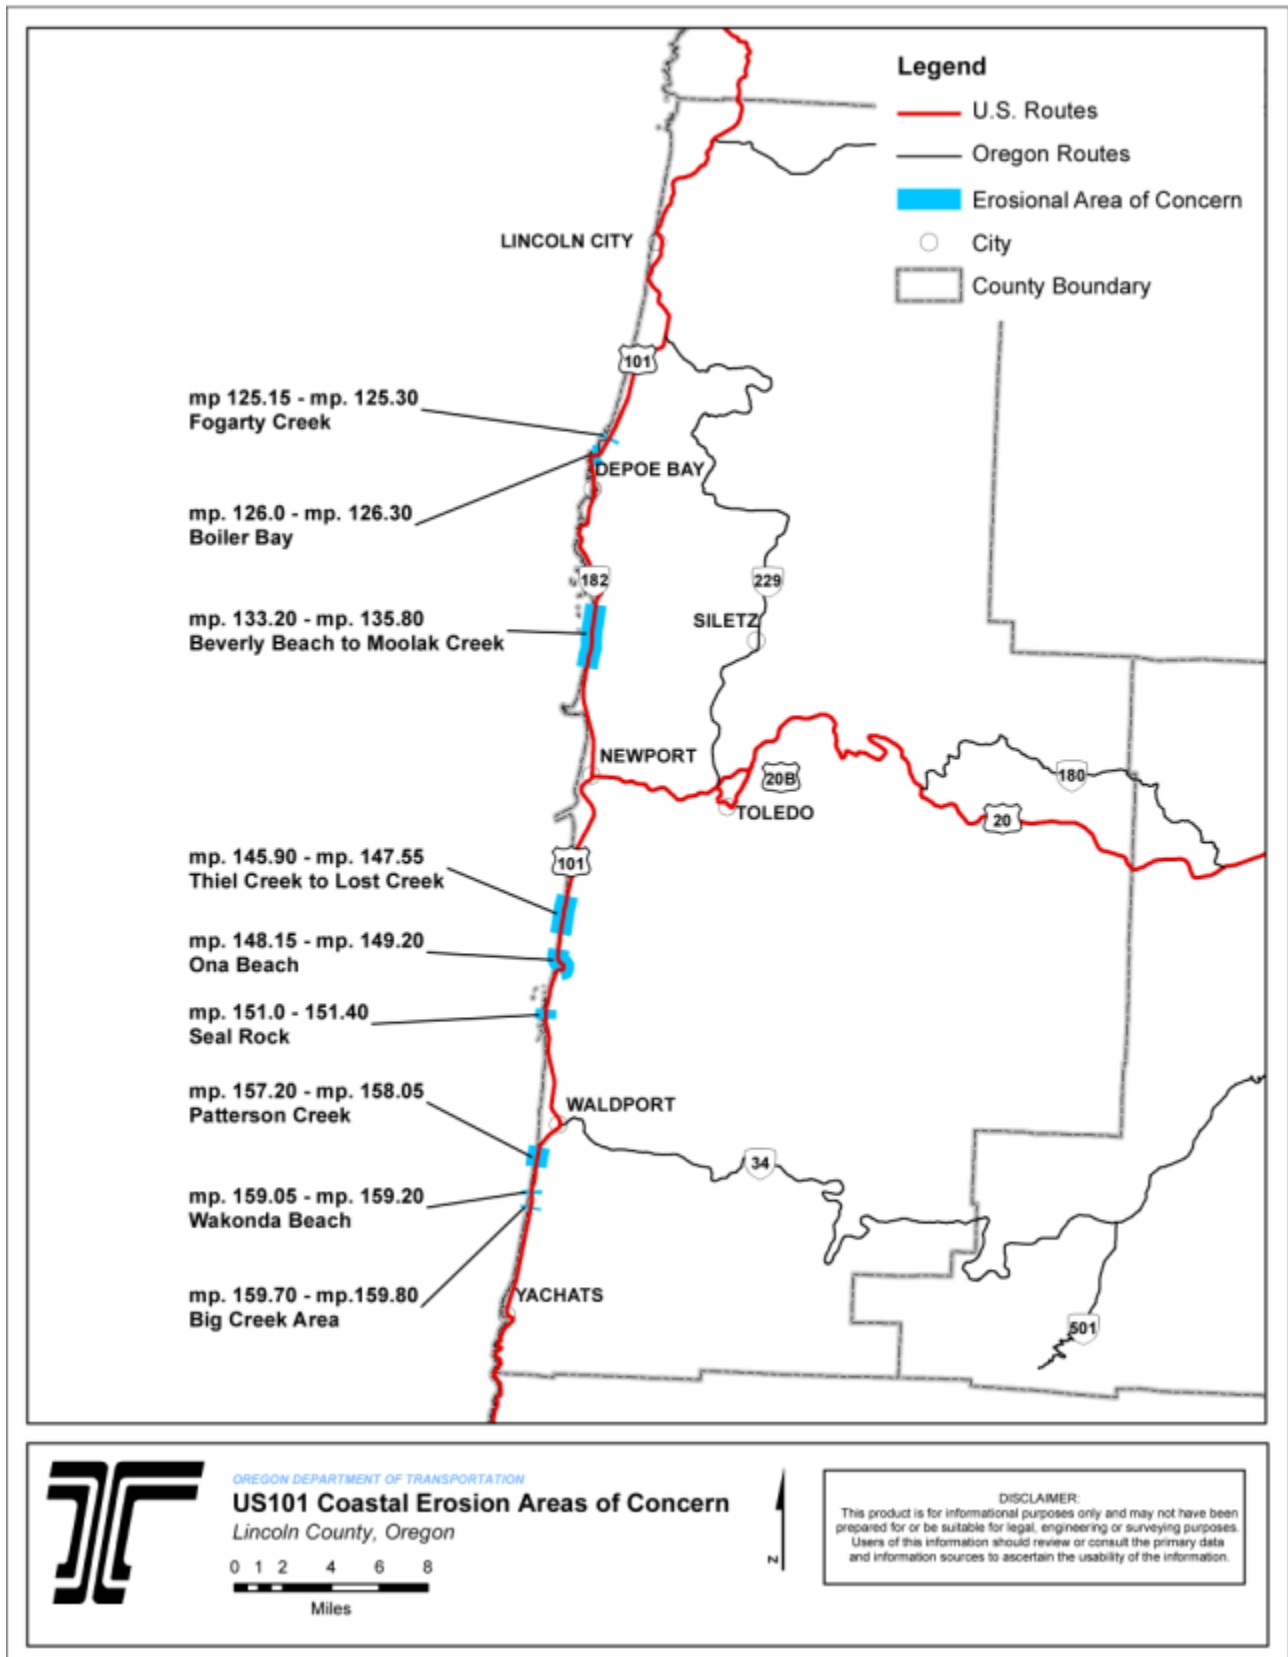 Legend
U.S. Routes
Oregon Routes
Erosional Area of Concern
City
County Boundary
LINCOLN CITY
101
mp 125.15 - mp. 125.30
Fogarty Creek
DEPOE BAY
mp. 126.0 - mp. 126.30
Boiler Bay
182
229
mp. 133.20 - mp. 135.80
Beverly Beach to Moolak Creek
SILETZ
NEWPORT
20B
180
TOLEDO
20
mp. 145.90 - mp. 147.55
Thiel Creek to Lost Creek
101
mp. 148.15 - mp. 149.20
Ona Beach
mp. 151.0 - 151.40
Seal Rock
mp. 157.20 - mp. 158.05
Patterson Creek
WALDPORT
34
mp. 159.05 - mp. 159.20
Wakonda Beach
mp. 159.70 - mp.159.80
Big Creek Area
YACHATS
501
OREGON DEPARTMENT OF TRANSPORTATION
US101 Coastal Erosion Areas of Concern
Lincoln County, Oregon
0 1 2 4 6 8
Miles
N
DISCLAIMER:
This product is for informational purposes only and may not have been
prepared for or be suitable for legal, engineering or surveying purposes.
Users of this information should review or consult the primary data
and information sources to ascertain the usability of the information.